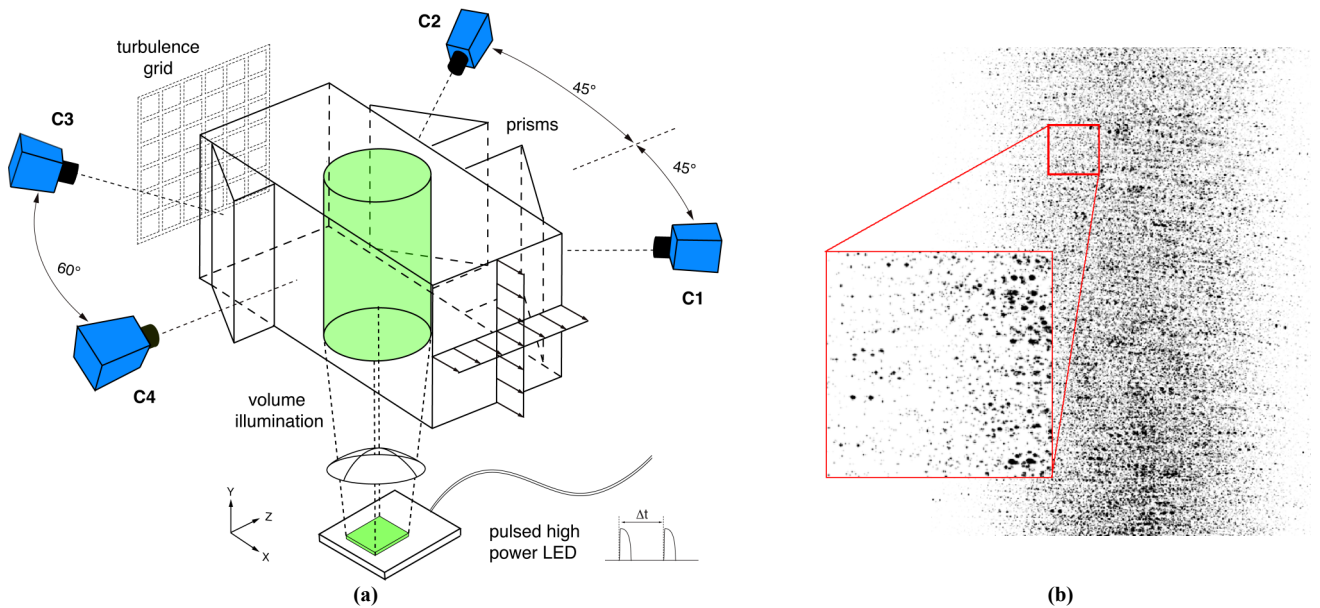 C2
turbulence
grid
45°
C3
prisms
45°
60°
C1
C4
volume
illumination
Y
Z
X
pulsed high
power LED
Δt
(a)
(b)